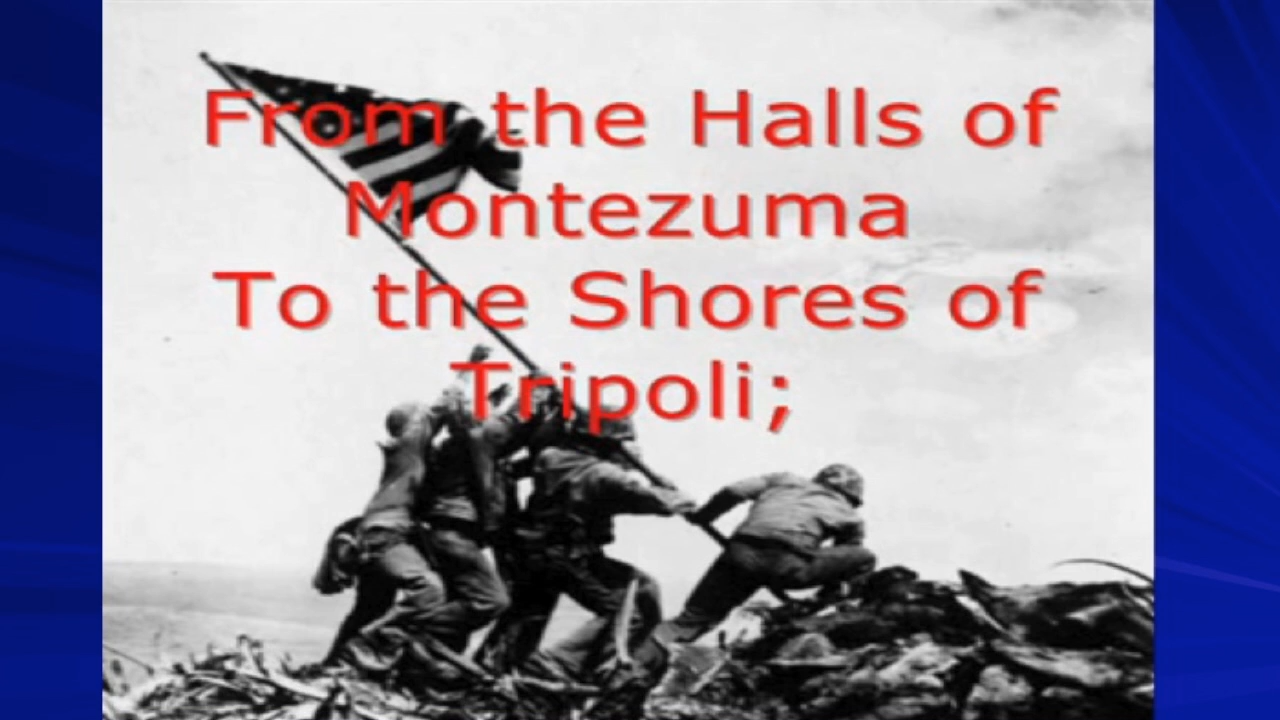 From the Halls of
Montezuma
To the Shores of
Tripoli;